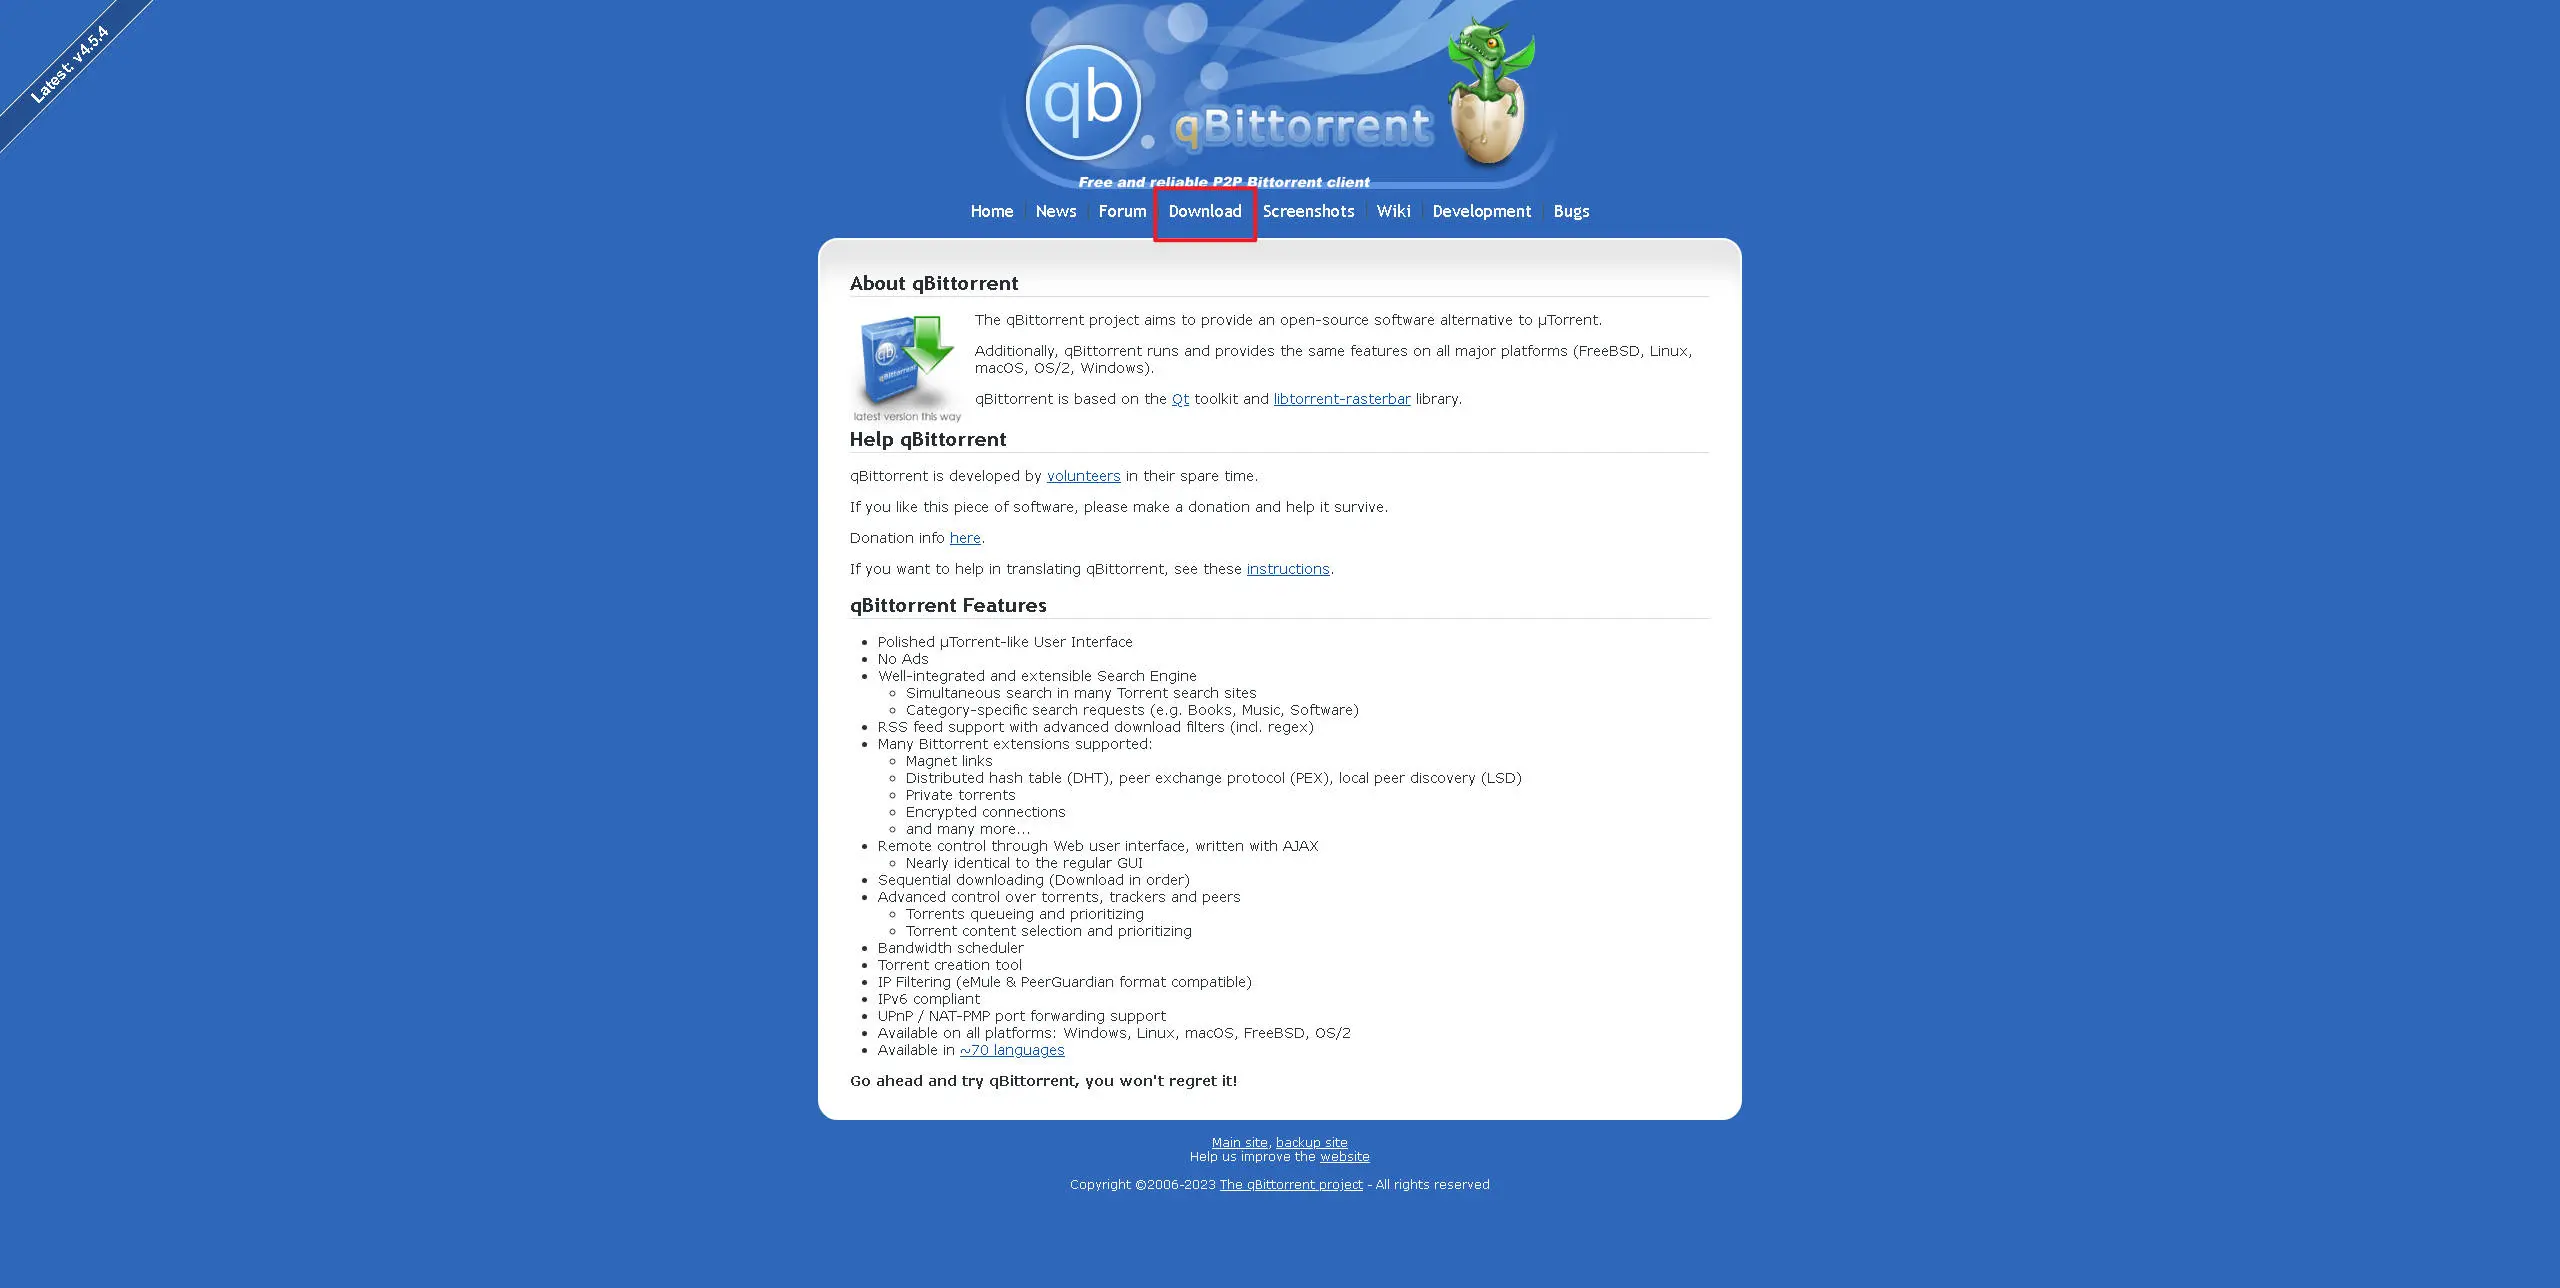 Latest: v4.5.4
qb
qBittorrent
Free and reliable P2P Bittorrent client
Home News Forum Download Screenshots Wiki Development Bugs
About qBittorrent
The qBittorrent project aims to provide an open-source software alternative to µTorrent.
Additionally, qBittorrent runs and provides the same features on all major platforms (FreeBSD, Linux,
macOS, OS/2, Windows).
qBittorrent is based on the Qt toolkit and libtorrent-rasterbar library.
qb
qBittorrent
latest version this way
Help qBittorrent
qBittorrent is developed by volunteers in their spare time.
If you like this piece of software, please make a donation and help it survive.
Donation info here.
If you want to help in translating qBittorrent, see these instructions.
qBittorrent Features
Polished µTorrent-like User Interface
No Ads
Well-integrated and extensible Search Engine
Simultaneous search in many Torrent search sites
Category-specific search requests (e.g. Books, Music, Software)
RSS feed support with advanced download filters (incl. regex)
Many Bittorrent extensions supported:
Magnet links
Distributed hash table (DHT), peer exchange protocol (PEX), local peer discovery (LSD)
Private torrents
Encrypted connections
and many more...
Remote control through Web user interface, written with AJAX
Nearly identical to the regular GUI
Sequential downloading (Download in order)
Advanced control over torrents, trackers and peers
Torrents queueing and prioritizing
Torrent content selection and prioritizing
Bandwidth scheduler
Torrent creation tool
IP Filtering (eMule & PeerGuardian format compatible)
IPv6 compliant
UPnP / NAT-PMP port forwarding support
Available on all platforms: Windows, Linux, macOS, FreeBSD, OS/2
Available in ~70 languages
Go ahead and try qBittorrent, you won't regret it!
Main site, backup site
Help us improve the website
Copyright ©2006-2023 The qBittorrent project - All rights reserved